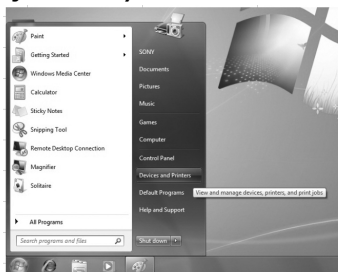 Paint
Getting Started
Windows Media Center
Calculator
Sticky Notes
Snipping Tool
Remote Desktop Connection
Magnifier
Solitaire
All Programs
Search programs and files
SONY
Documents
Pictures
Music
Games
Computer
Control Panel
Devices and Printers
Default Programs
View and manage devices, printers, and print jobs
Help and Support
Shut down